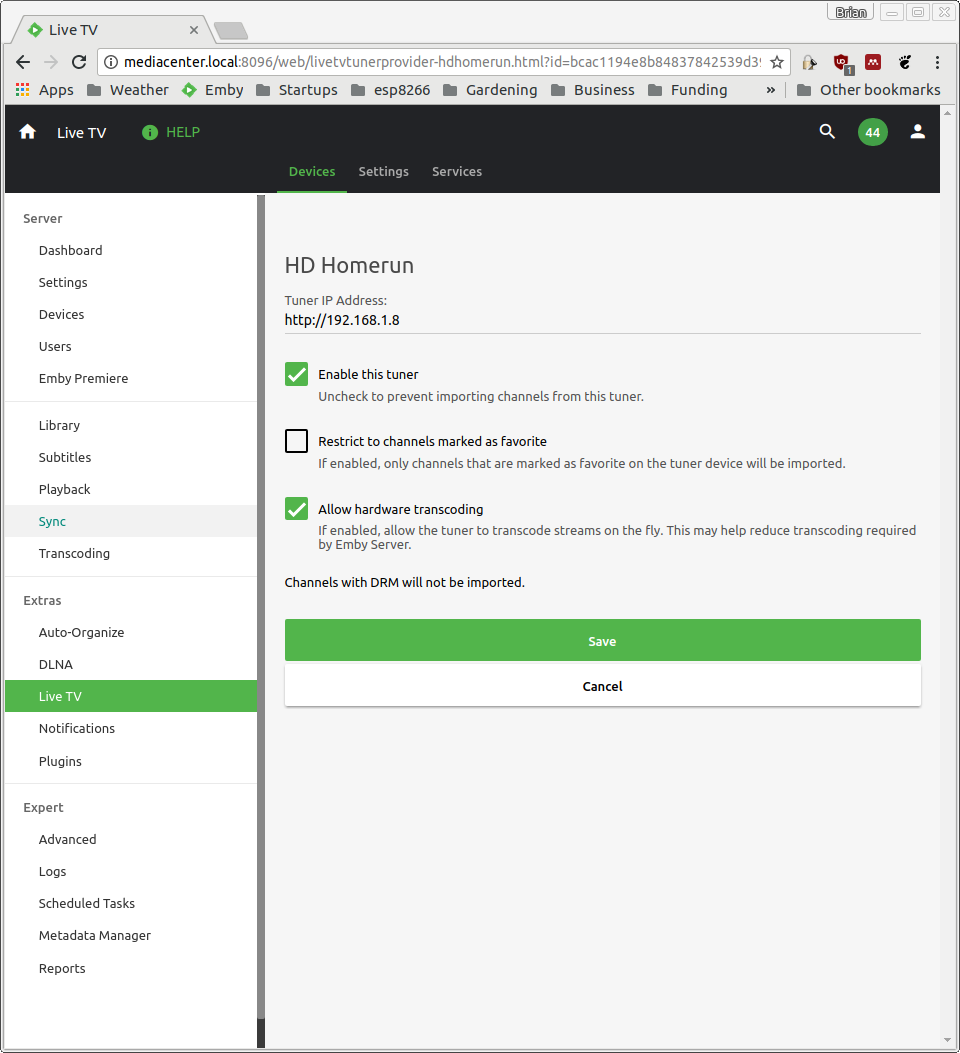 Brian
Live TV
mediacenter.local:8096/web/livetvtunerprovider-hdhomerun.html?id=bcac1194e8b84837842539d39
1
Apps Weather Emby Startups esp8266 Gardening Business Funding » Other bookmarks
Live TV HELP 44
Devices Settings Services
Server
Dashboard
Settings
Devices
Users
Emby Premiere
Library
Subtitles
Playback
Sync
Transcoding
Extras
Auto-Organize
DLNA
Live TV
Notifications
Plugins
Expert
Advanced
Logs
Scheduled Tasks
Metadata Manager
Reports
HD Homerun
Tuner IP Address:
http://192.168.1.8
Enable this tuner
Uncheck to prevent importing channels from this tuner.
Restrict to channels marked as favorite
If enabled, only channels that are marked as favorite on the tuner device will be imported.
Allow hardware transcoding
If enabled, allow the tuner to transcode streams on the fly. This may help reduce transcoding required
by Emby Server.
Channels with DRM will not be imported.
Save
Cancel